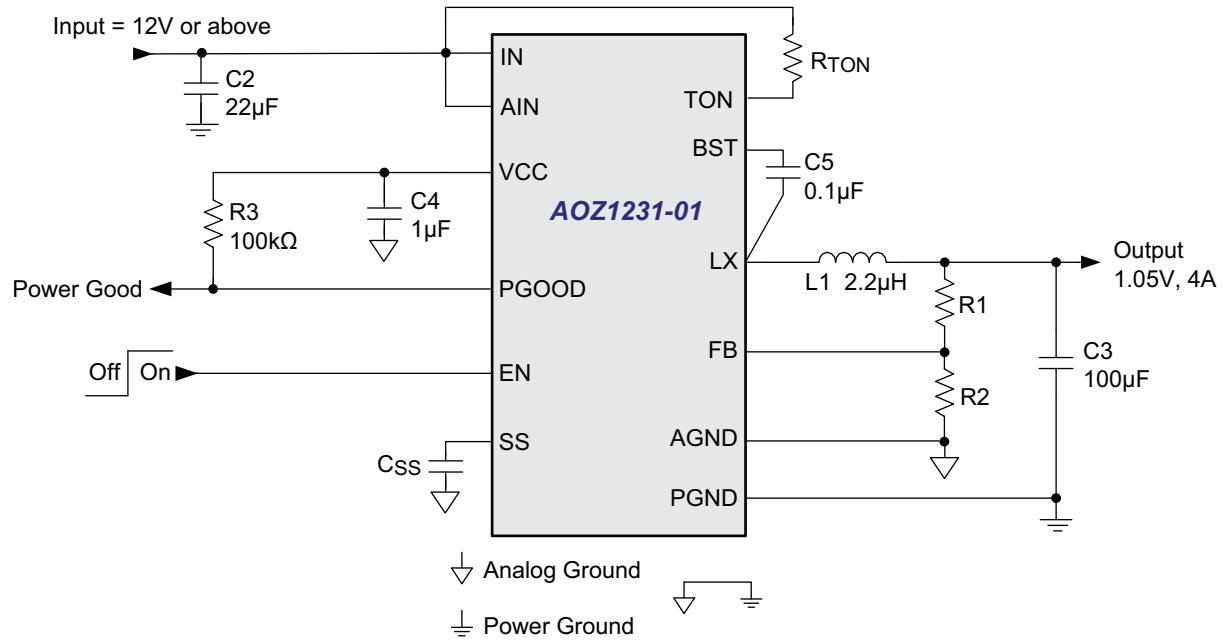 Input = 12V or above
C2
22µF
IN
AIN
RTON
TON
BST
C5
0.1µF
VCC
C4
1µF
R3
100kΩ
AOZ1231-01
LX
L1 2.2µH
Output
1.05V, 4A
Power Good
PGOOD
R1
FB
C3
100µF
Off On
EN
R2
SS
CSS
AGND
PGND
Analog Ground
Power Ground